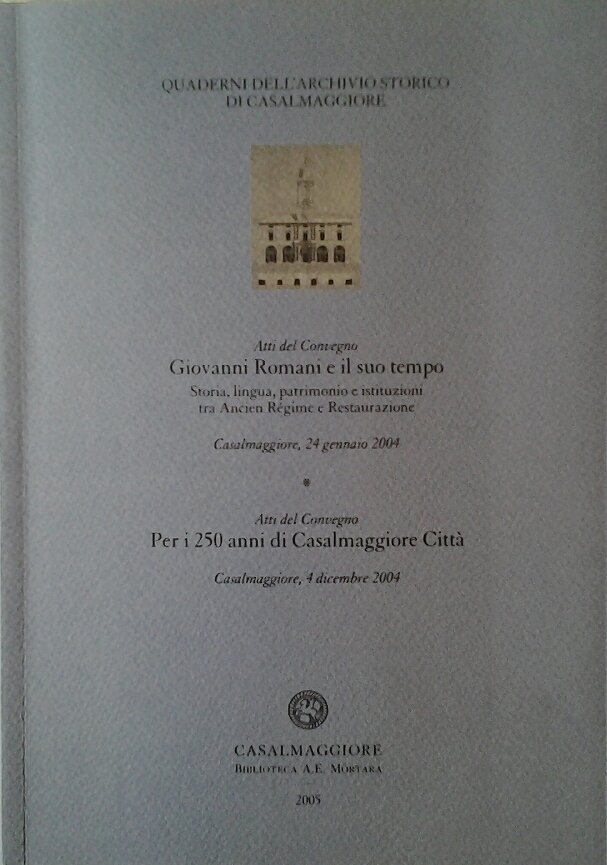 QUADERNI DELL'ARCHIVIO STORICO
DI CASALMAGGIORE
Atti del Convegno
Giovanni Romani e il suo tempo
Storia, lingua, patrimonio e istituzioni
tra Ancien Régime e Restaurazione
Casalmaggiore, 24 gennaio 2004
*
Atti del Convegno
Per i 250 anni di Casalmaggiore Città
Casalmaggiore, 4 dicembre 2004
CASALMAGGIORE
BIBLIOTECA A.E. MORTARA
2005